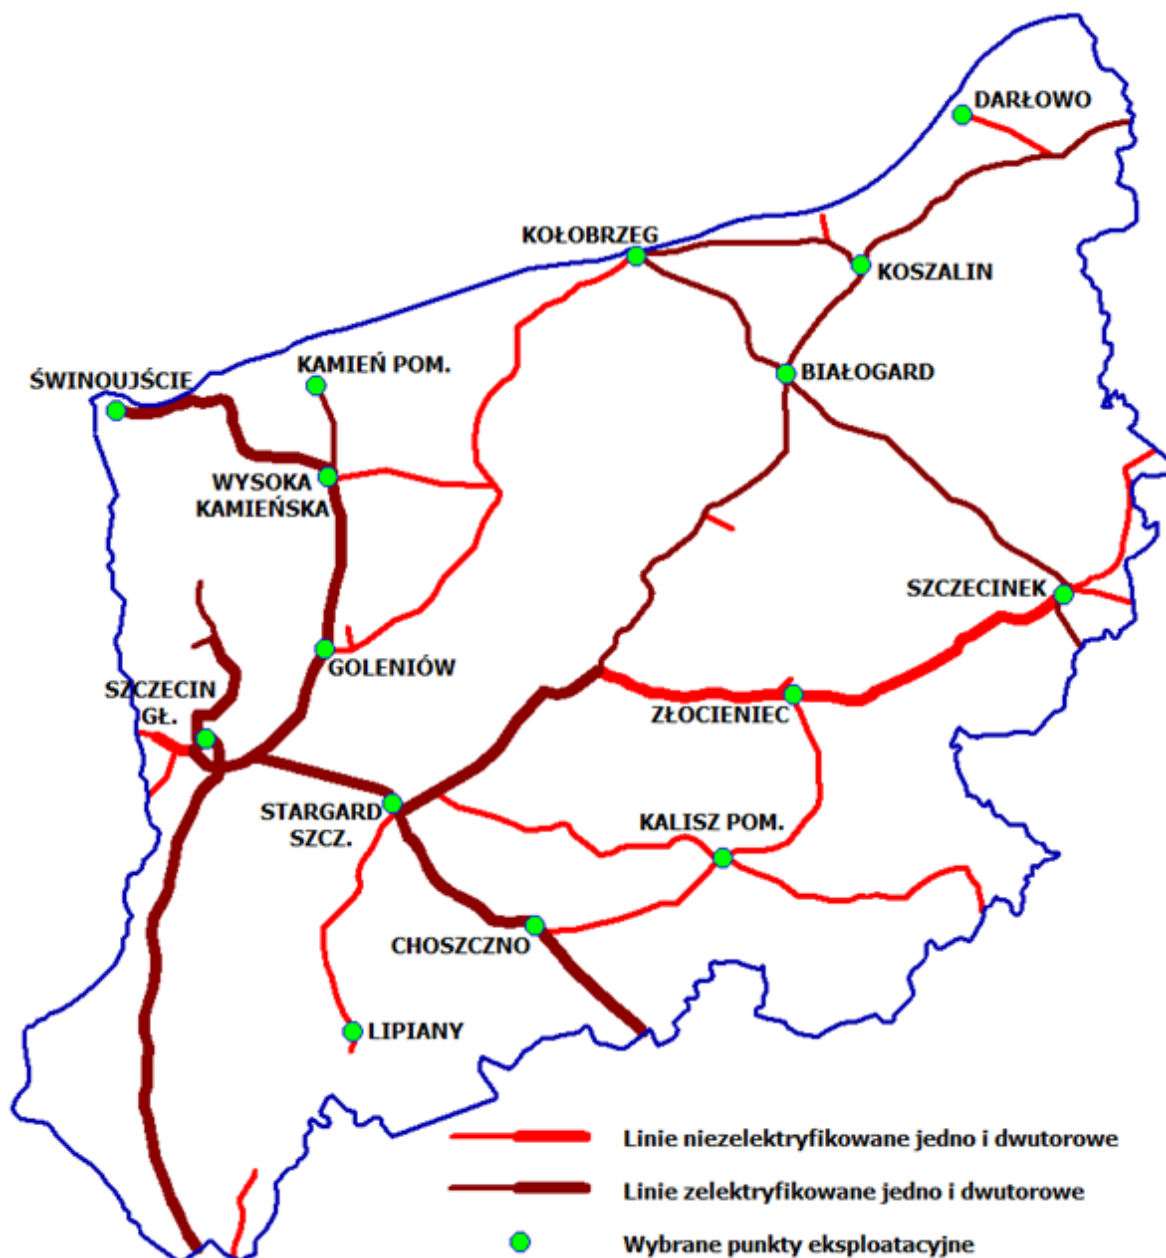 DARŁOWO
KOŁOBRZEG
KOSZALIN
KAMIEŃ POM.
ŚWINOUJŚCIE
BIAŁOGARD
WYSOKA
KAMIEŃSKA
SZCZECINEK
GOLENIÓW
SZCZECIN
GŁ.
ZŁOCIENIEC
STARGARD
SZCZ.
KALISZ POM.
CHOSZCZNO
LIPIANY
Linie niezelektryfikowane jedno i dwutorowe
Linie zelektryfikowane jedno i dwutorowe
Wybrane punkty eksploatacyjne